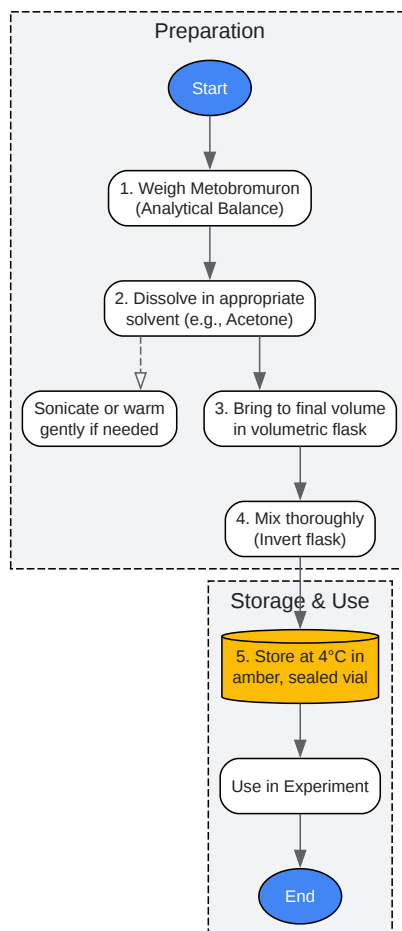 Preparation
Start
1. Weigh Metobromuron
(Analytical Balance)
2. Dissolve in appropriate
solvent (e.g., Acetone)
Sonicate or warm
gently if needed
3. Bring to final volume
in volumetric flask
4. Mix thoroughly
(Invert flask)
Storage & Use
5. Store at 4°C in
amber, sealed vial
Use in Experiment
End